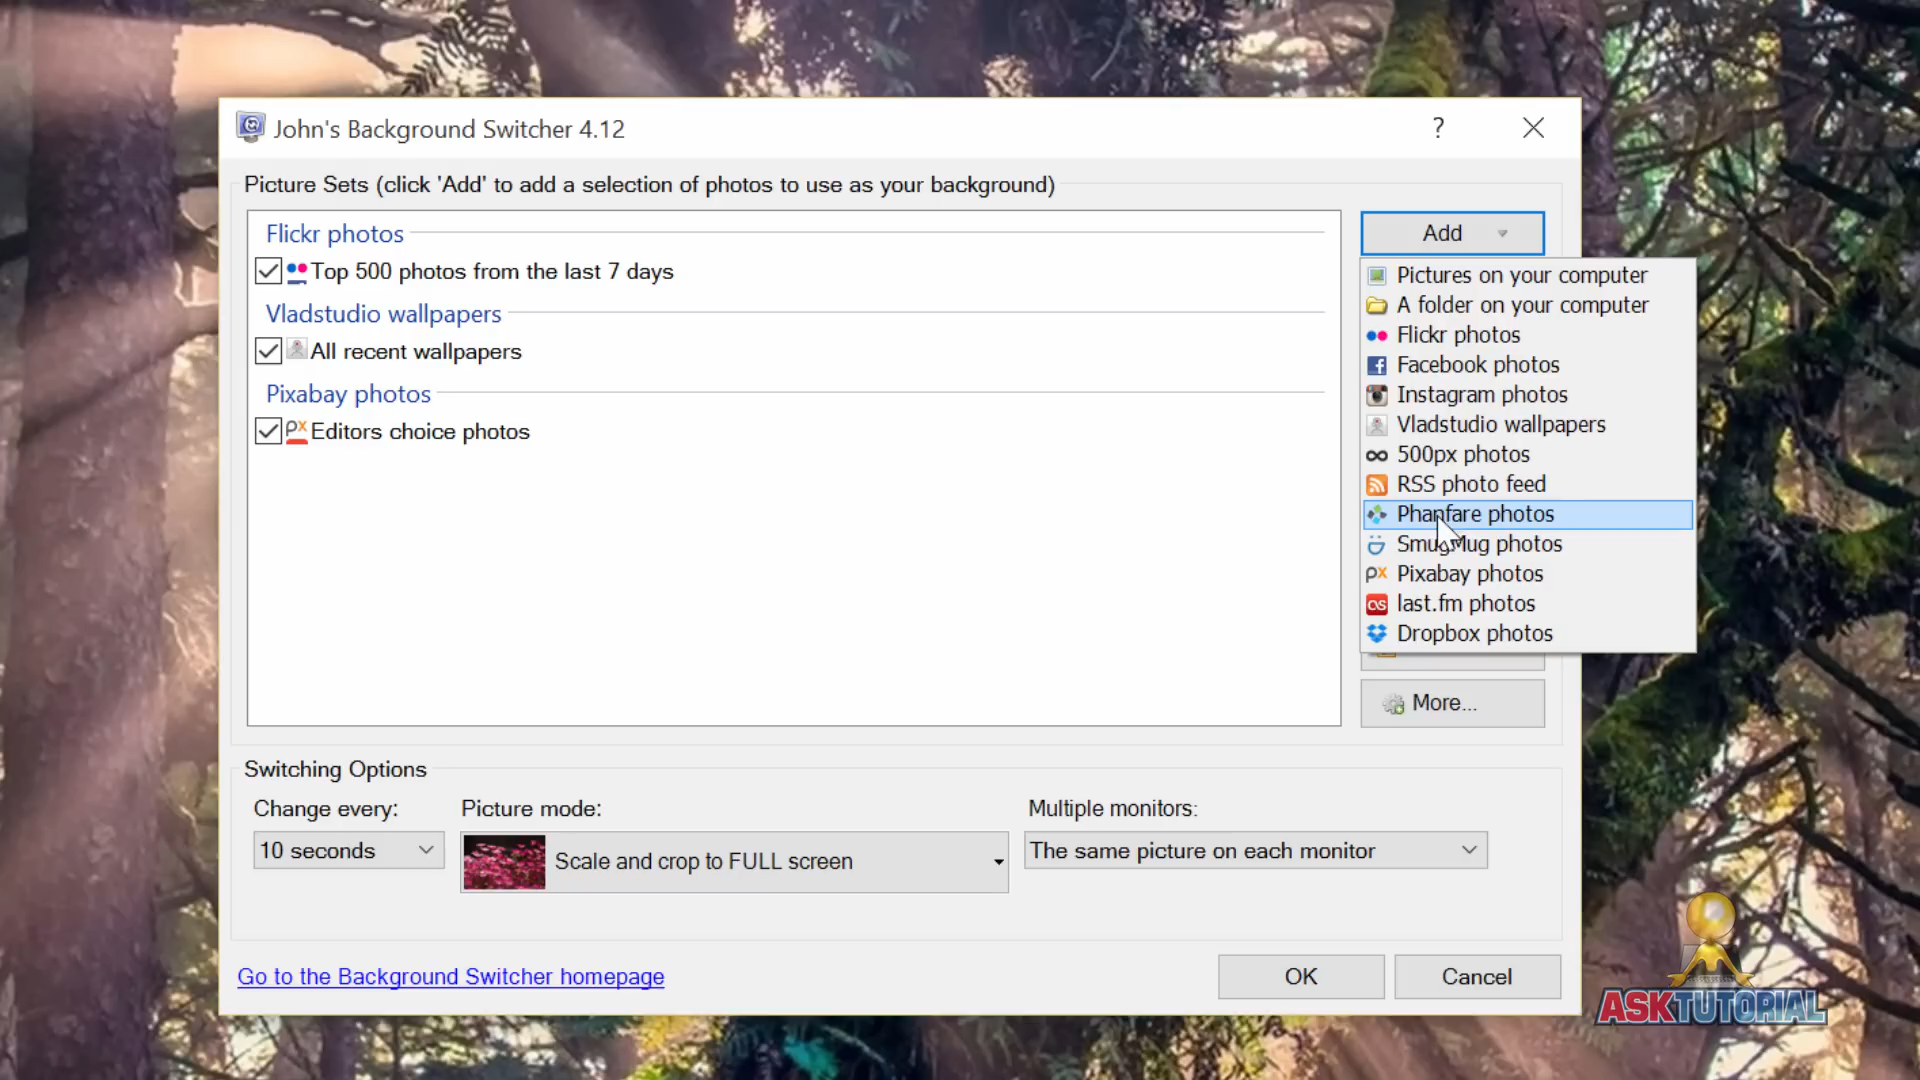 John's Background Switcher 4.12
?
Picture Sets (click 'Add' to add a selection of photos to use as your background)
Flickr photos
Top 500 photos from the last 7 days
Vladstudio wallpapers
All recent wallpapers
Pixabay photos
px Editors choice photos
Add
Pictures on your computer
A folder on your computer
Flickr photos
Facebook photos
Instagram photos
Vladstudio wallpapers
500px photos
RSS photo feed
Phanfare photos
SmugMug photos
px Pixabay photos
last.fm photos
Dropbox photos
More...
Switching Options
Change every:
Picture mode:
Multiple monitors:
10 seconds
Scale and crop to FULL screen
The same picture on each monitor
Go to the Background Switcher homepage
OK
Cancel
ASKTUTORIAL